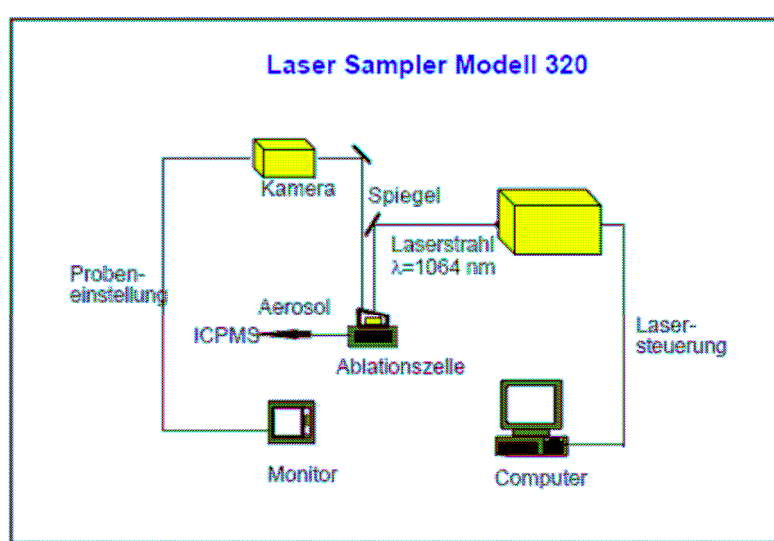 Laser Sampler Modell 320
Kamera
Spiegel
Laserstrahl
λ=1064 nm
Proben-
einstellung
Aerosol
ICPMS
Ablationszelle
Laser-
steuerung
Monitor
Computer